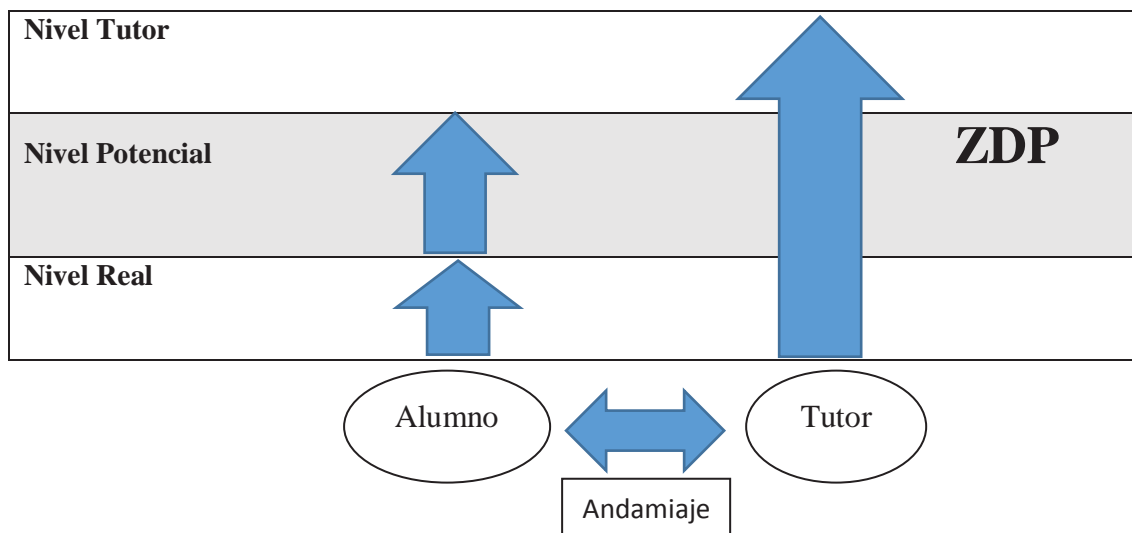 Nivel Tutor
Nivel Potencial
ZDP
Nivel Real
Alumno
Tutor
Andamiaje